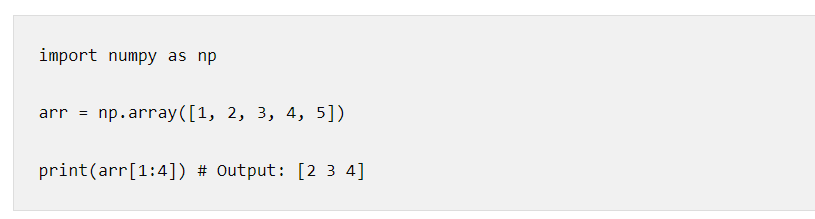 import numpy as np
arr = np.array([1, 2, 3, 4, 5])
print(arr[1:4]) # Output: [2 3 4]